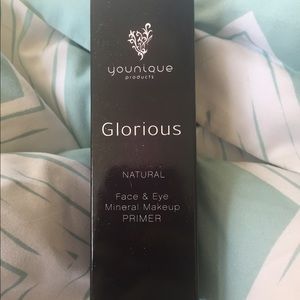 younique
products
Glorious
NATURAL
Face & Eye
Mineral Makeup
PRIMER